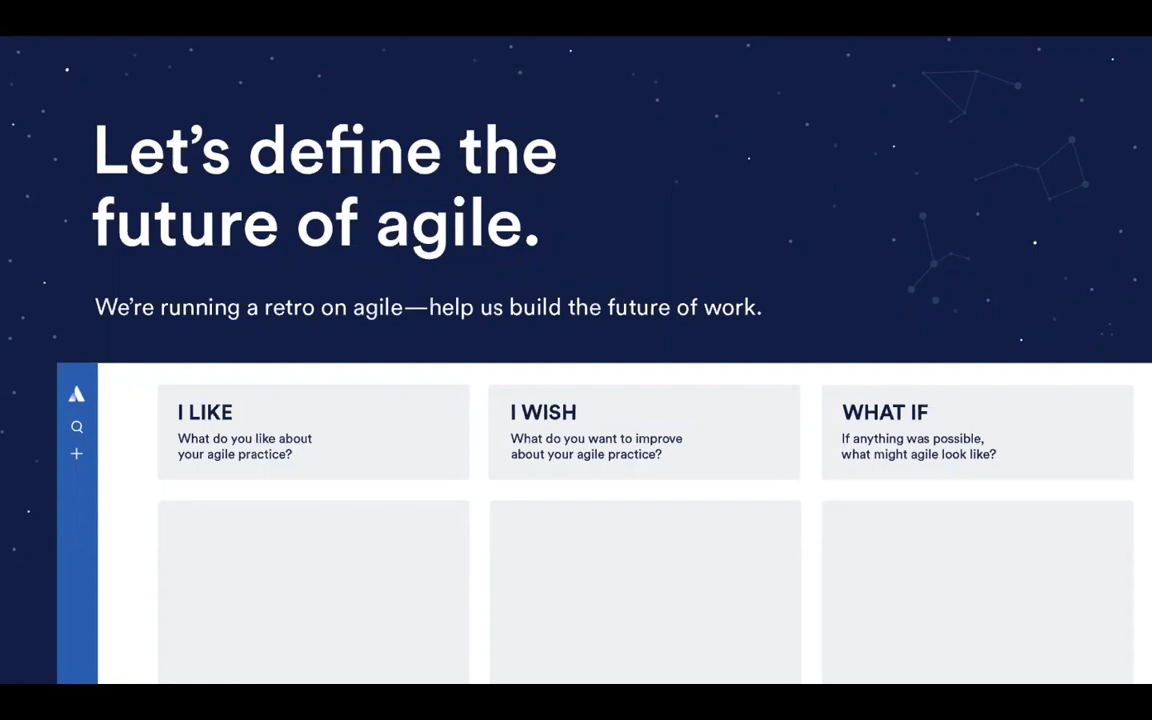 Let’s define the
future of agile.
We’re running a retro on agile—help us build the future of work.
I LIKE
What do you like about
your agile practice?
I WISH
What do you want to improve
about your agile practice?
WHAT IF
If anything was possible,
what might agile look like?